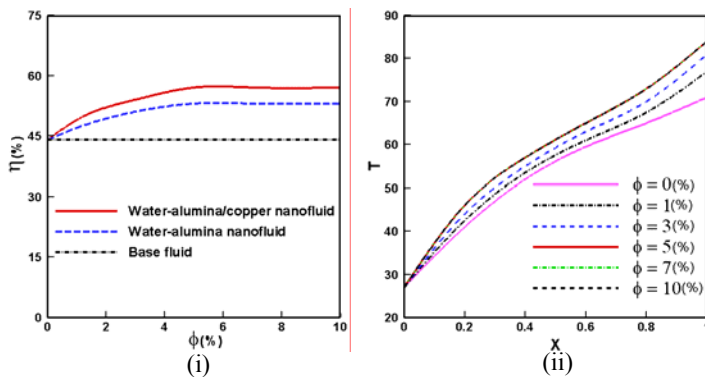 75
60
45
30
15
0
η(%)
Water-alumina/copper nanofluid
Water-alumina nanofluid
Base fluid
0 2 4 6 8 10
ϕ(%)
(i)
90
80
70
60
50
40
30
20
T
ϕ = 0(%)
ϕ = 1(%)
ϕ = 3(%)
ϕ = 5(%)
ϕ = 7(%)
ϕ = 10(%)
0 0.2 0.4 0.6 0.8 1
X
(ii)